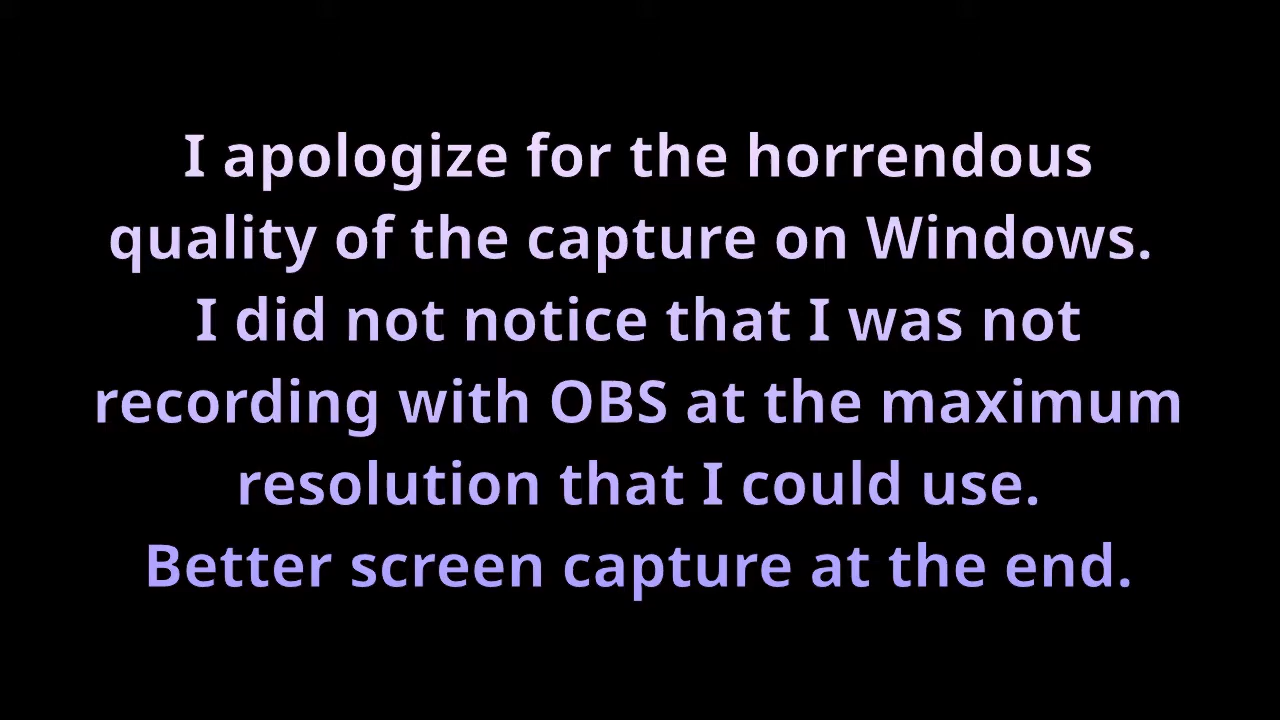 I apologize for the horrendous
quality of the capture on Windows.
I did not notice that I was not
recording with OBS at the maximum
resolution that I could use.
Better screen capture at the end.